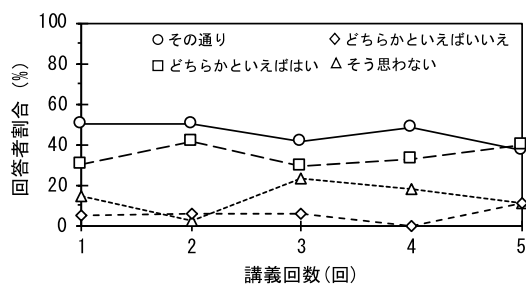 100
80
60
40
20
0
回答者割合 (%)
その通り
どちらかといえばいいえ
どちらかといえばはい
そう思わない
1 2 3 4 5
講義回数(回)